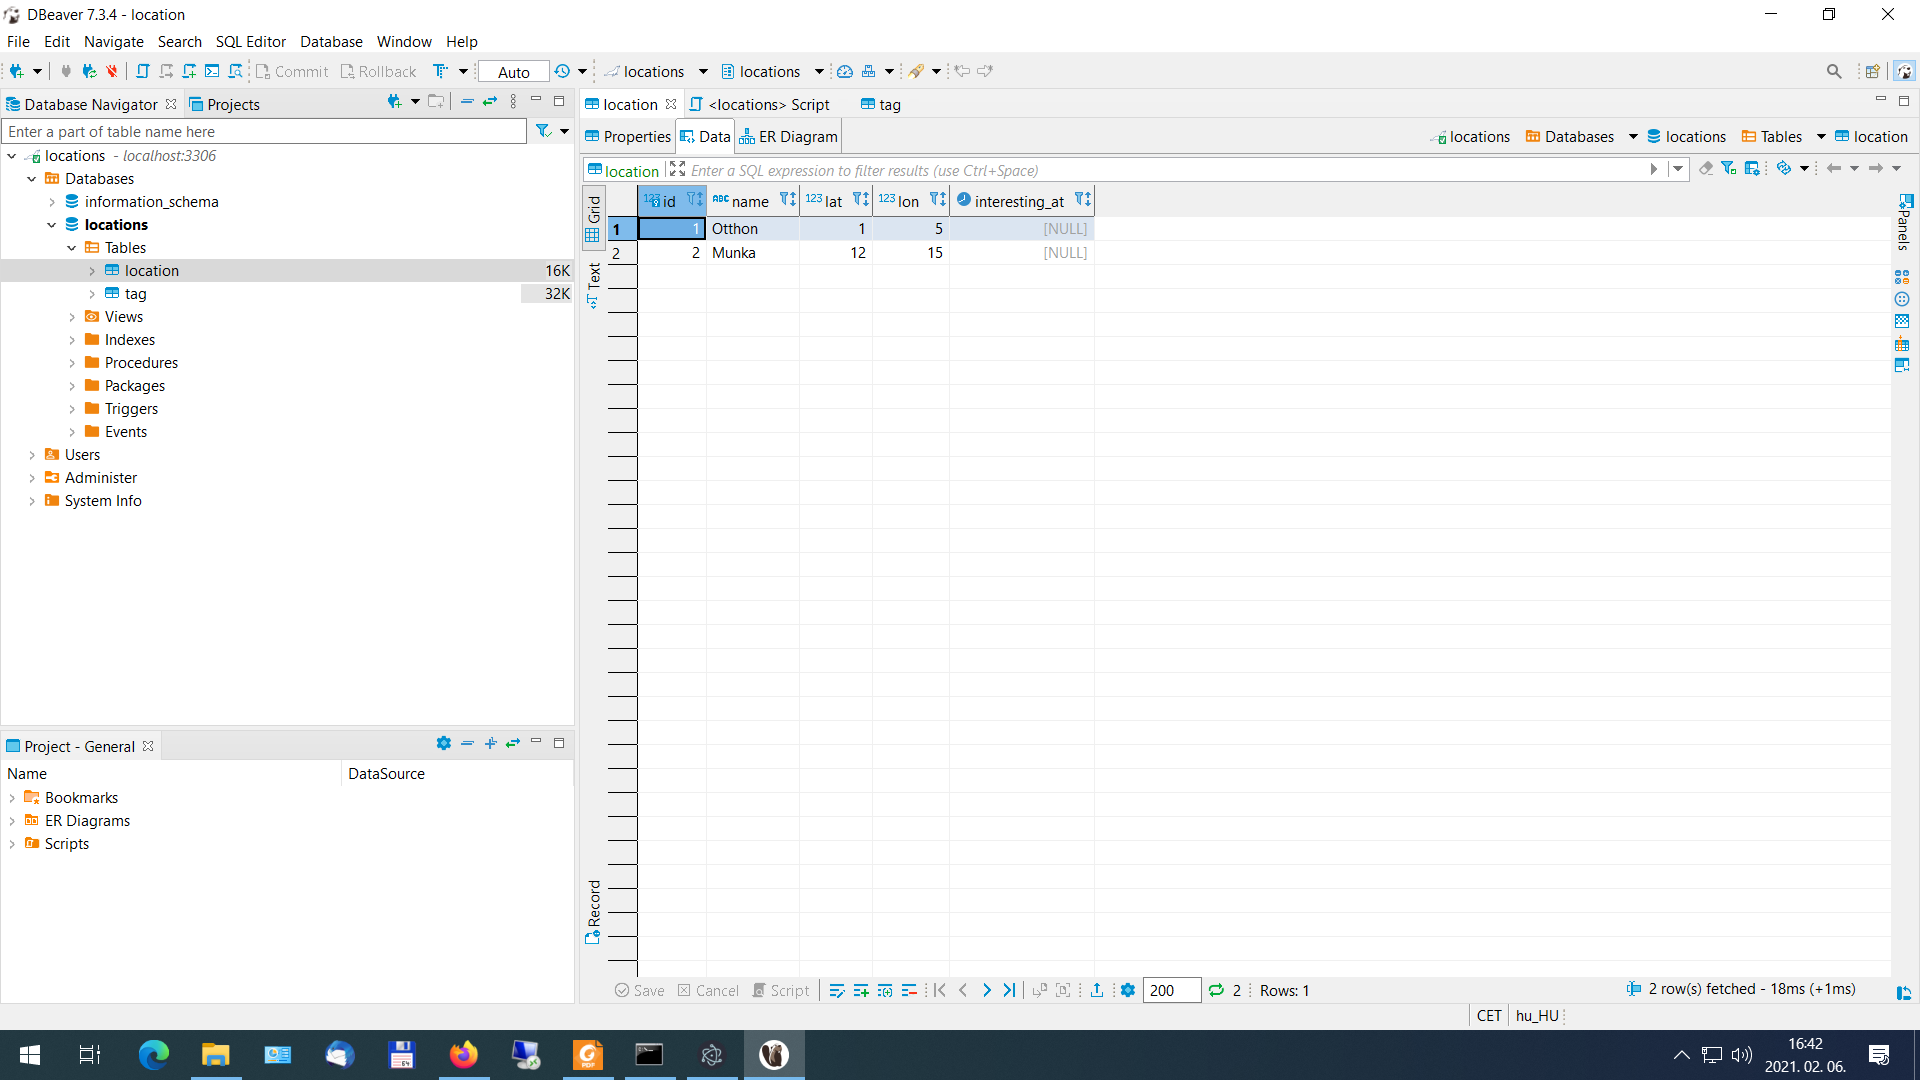 DBeaver 7.3.4 - location
File Edit Navigate Search SQL Editor Database Window Help
Commit Rollback Auto locations locations
Database Navigator Projects
Enter a part of table name here
locations - localhost:3306
Databases
information_schema
locations
Tables
location 16K
tag 32K
Views
Indexes
Procedures
Packages
Triggers
Events
Users
Administer
System Info
Project - General
Name DataSource
Bookmarks
ER Diagrams
Scripts
location <locations> Script tag
Properties Data ER Diagram locations Databases locations Tables location
location Enter a SQL expression to filter results (use Ctrl+Space)
Grid
Text
Record
Panels
123 id ABC name 123 lat 123 lon interesting_at
1 1 Otthon 1 5 [NULL]
2 2 Munka 12 15 [NULL]
Save Cancel Script 200 2 Rows: 1 2 row(s) fetched - 18ms (+1ms)
CET hu_HU
16:42
2021. 02. 06.